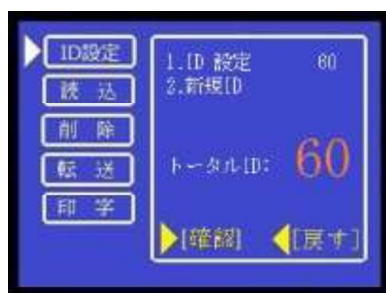 ID設定
読込
削除
転送
印字
1.ID 設定 60
2.新規ID
トータルID: 60
[確認] [戻す]